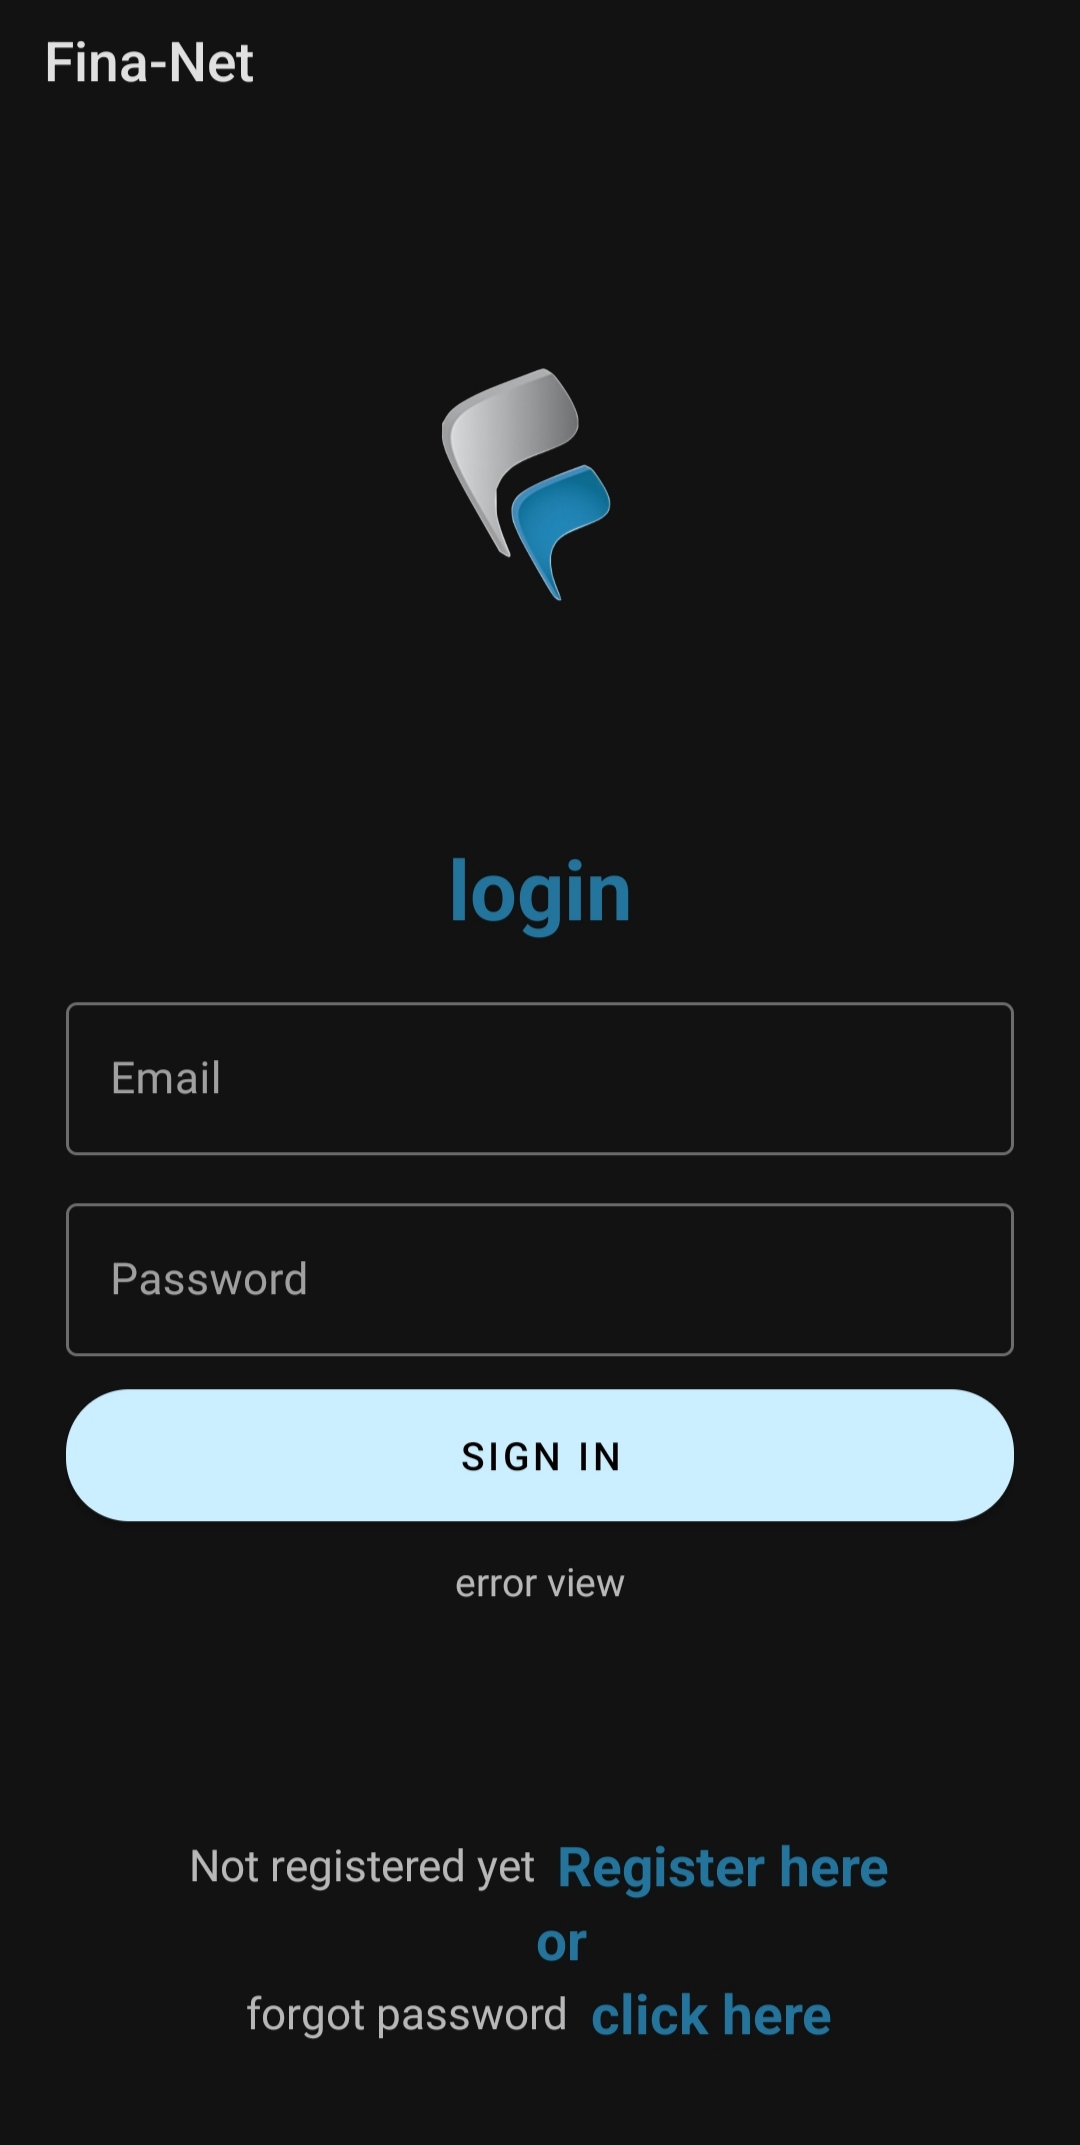 Fina-Net
login
Email
Password
SIGN IN
error view
Not registered yet Register here
or
forgot password click here